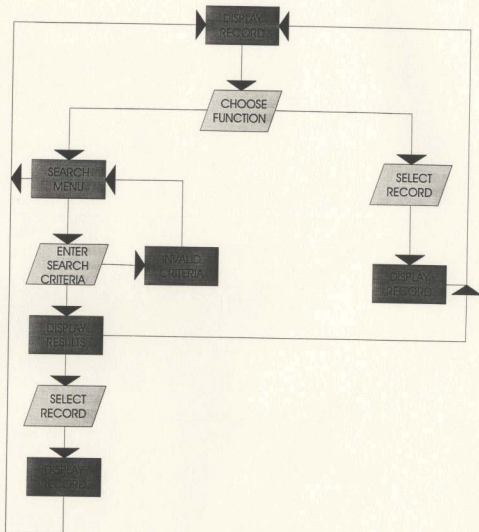 DISPLAY
RECORD
CHOOSE
FUNCTION
SEARCH
MENU
SELECT
RECORD
ENTER
SEARCH
CRITERIA
INVALID
CRITERIA
DISPLAY
RECORD
DISPLAY
RESULTS
SELECT
RECORD
DISPLAY
RECORD